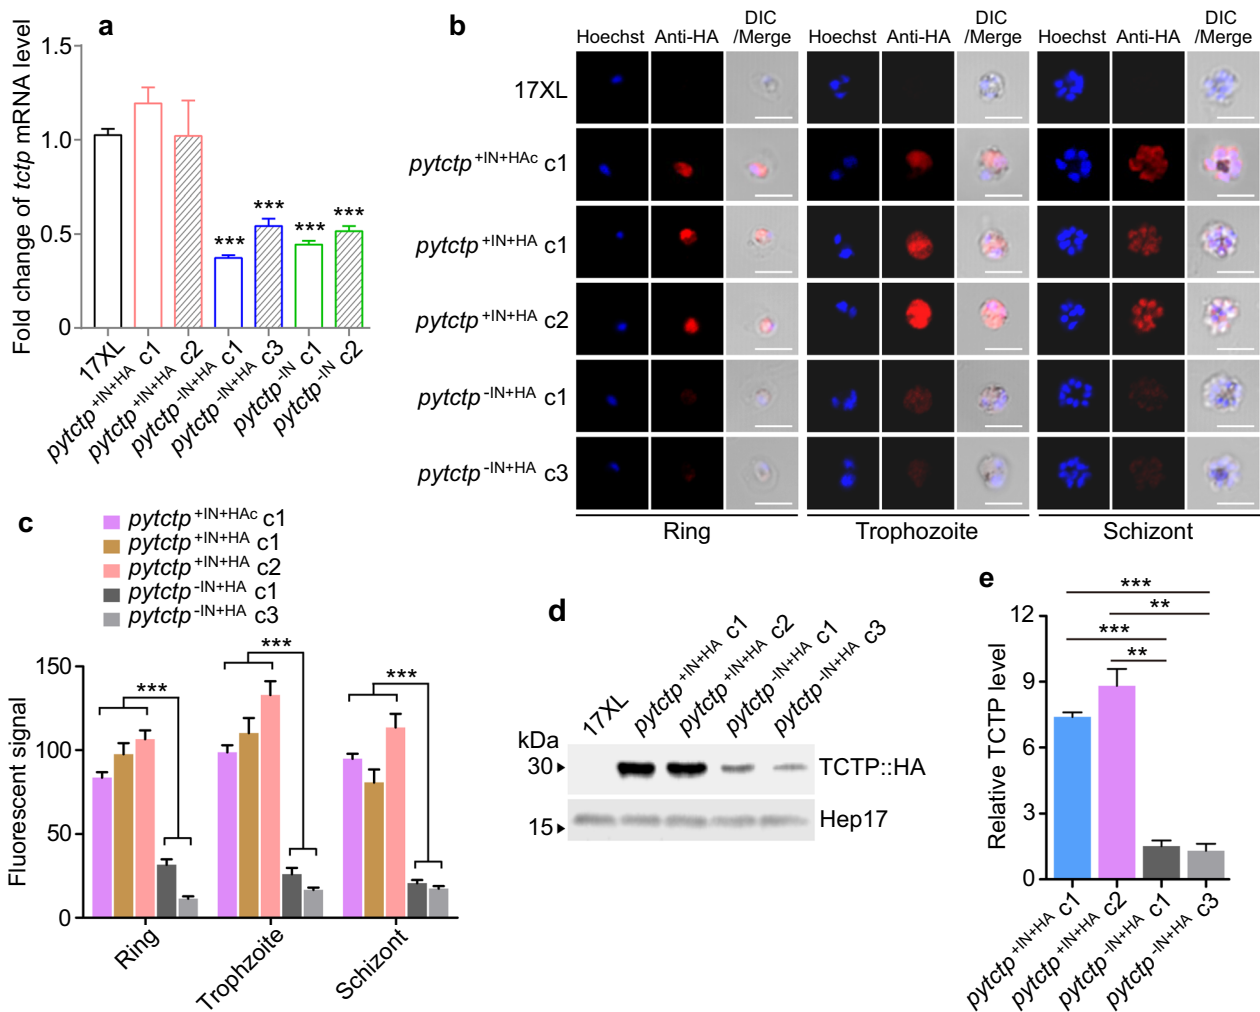 a
Fold change of tctp mRNA level
1.5
1.0
0.5
0
*** *** *** ***
17XL
pytctp+IN+HA c1
pytctp+IN+HA c2
pytctp-IN+HA c1
pytctp-IN+HA c3
pytctp-IN c1
pytctp-IN c2
b
Hoechst Anti-HA DIC /Merge Hoechst Anti-HA DIC /Merge Hoechst Anti-HA DIC /Merge
17XL
pytctp+IN+HAc c1
pytctp+IN+HA c1
pytctp+IN+HA c2
pytctp-IN+HA c1
pytctp-IN+HA c3
Ring Trophozoite Schizont
c
pytctp+IN+HAc c1
pytctp+IN+HA c1
pytctp+IN+HA c2
pytctp-IN+HA c1
pytctp-IN+HA c3
Fluorescent signal
150
100
50
0
*** *** ***
Ring
Trophzoite
Schizont
d
17XL
pytctp+IN+HA c1
pytctp+IN+HA c2
pytctp-IN+HA c1
pytctp-IN+HA c3
kDa
30 TCTP::HA
15 Hep17
e
Relative TCTP level
12
9
6
3
0
***
**
***
**
pytctp+IN+HA c1
pytctp+IN+HA c2
pytctp-IN+HA c1
pytctp-IN+HA c3